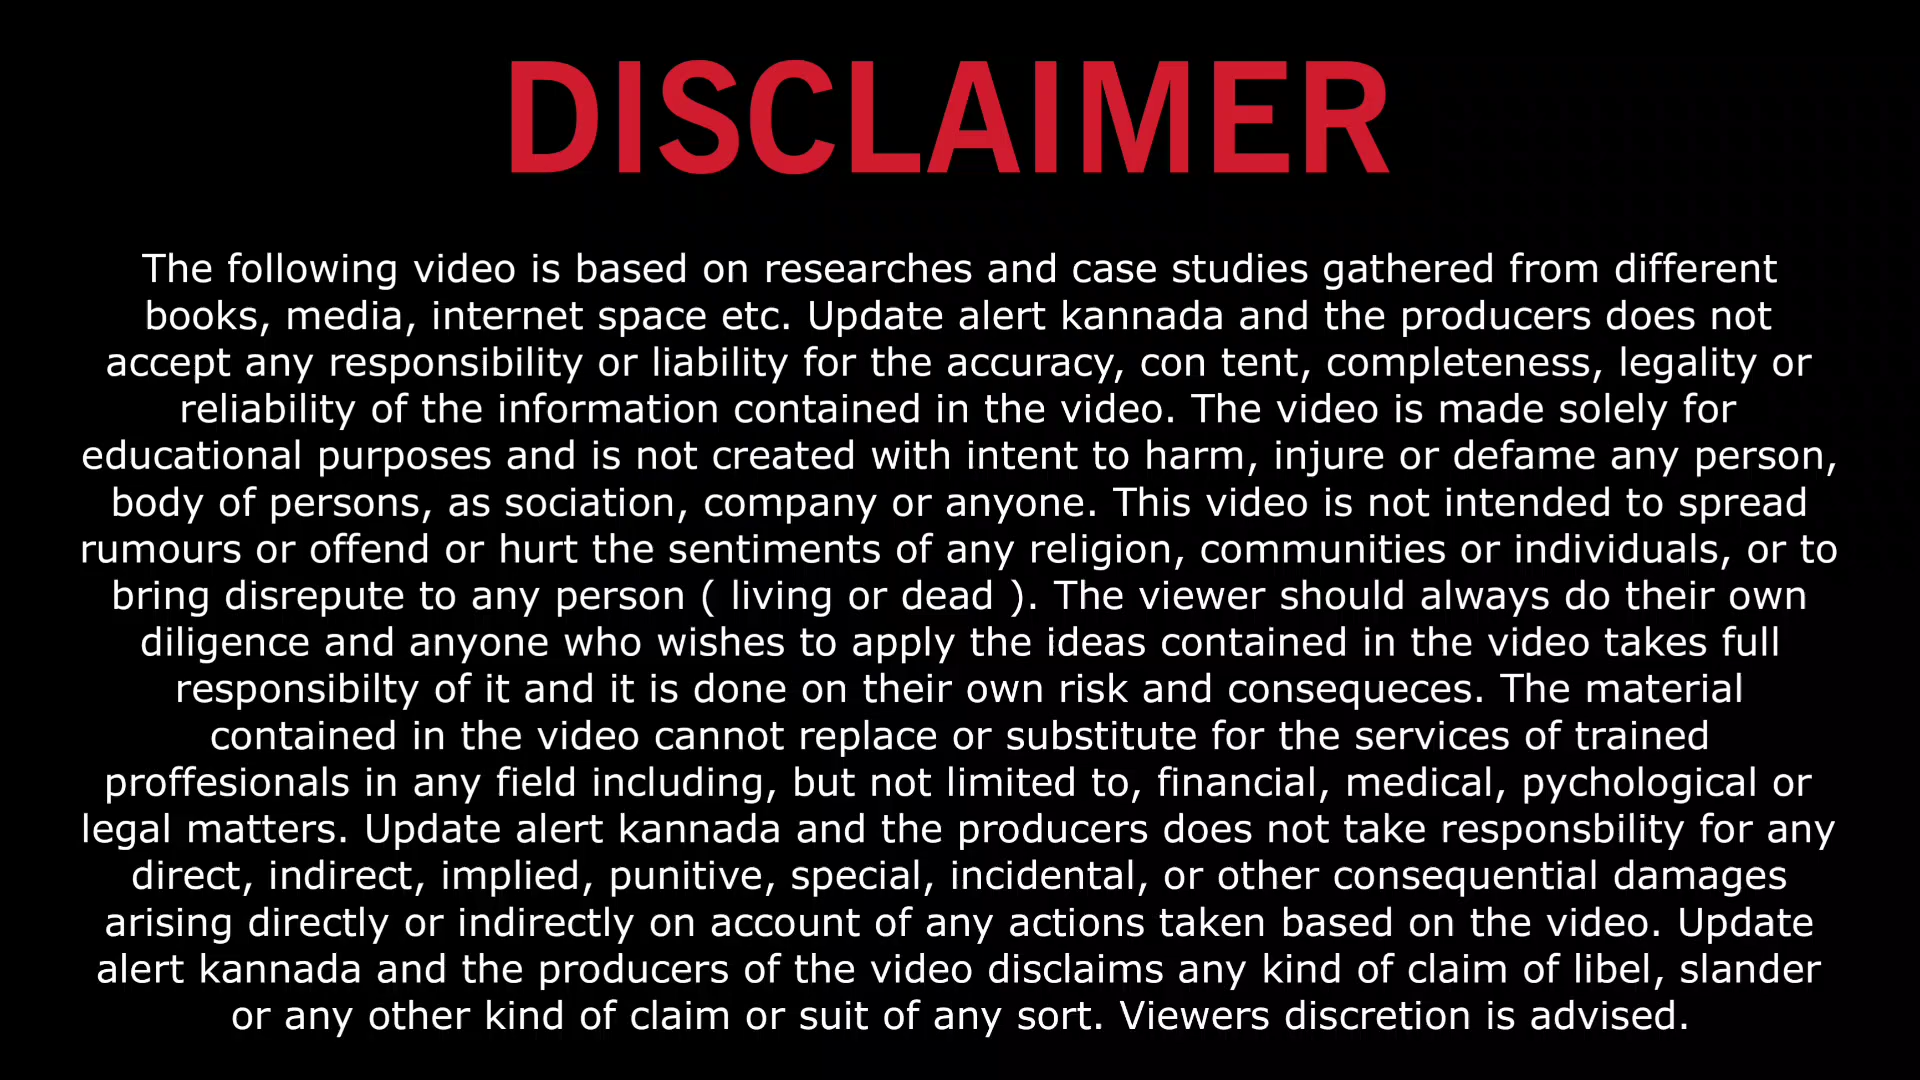 DISCLAIMER
The following video is based on researches and case studies gathered from different
books, media, internet space etc. Update alert kannada and the producers does not
accept any responsibility or liability for the accuracy, con tent, completeness, legality or
reliability of the information contained in the video. The video is made solely for
educational purposes and is not created with intent to harm, injure or defame any person,
body of persons, as sociation, company or anyone. This video is not intended to spread
rumours or offend or hurt the sentiments of any religion, communities or individuals, or to
bring disrepute to any person ( living or dead ). The viewer should always do their own
diligence and anyone who wishes to apply the ideas contained in the video takes full
responsibilty of it and it is done on their own risk and consequeces. The material
contained in the video cannot replace or substitute for the services of trained
proffesionals in any field including, but not limited to, financial, medical, pychological or
legal matters. Update alert kannada and the producers does not take responsbility for any
direct, indirect, implied, punitive, special, incidental, or other consequential damages
arising directly or indirectly on account of any actions taken based on the video. Update
alert kannada and the producers of the video disclaims any kind of claim of libel, slander
or any other kind of claim or suit of any sort. Viewers discretion is advised.